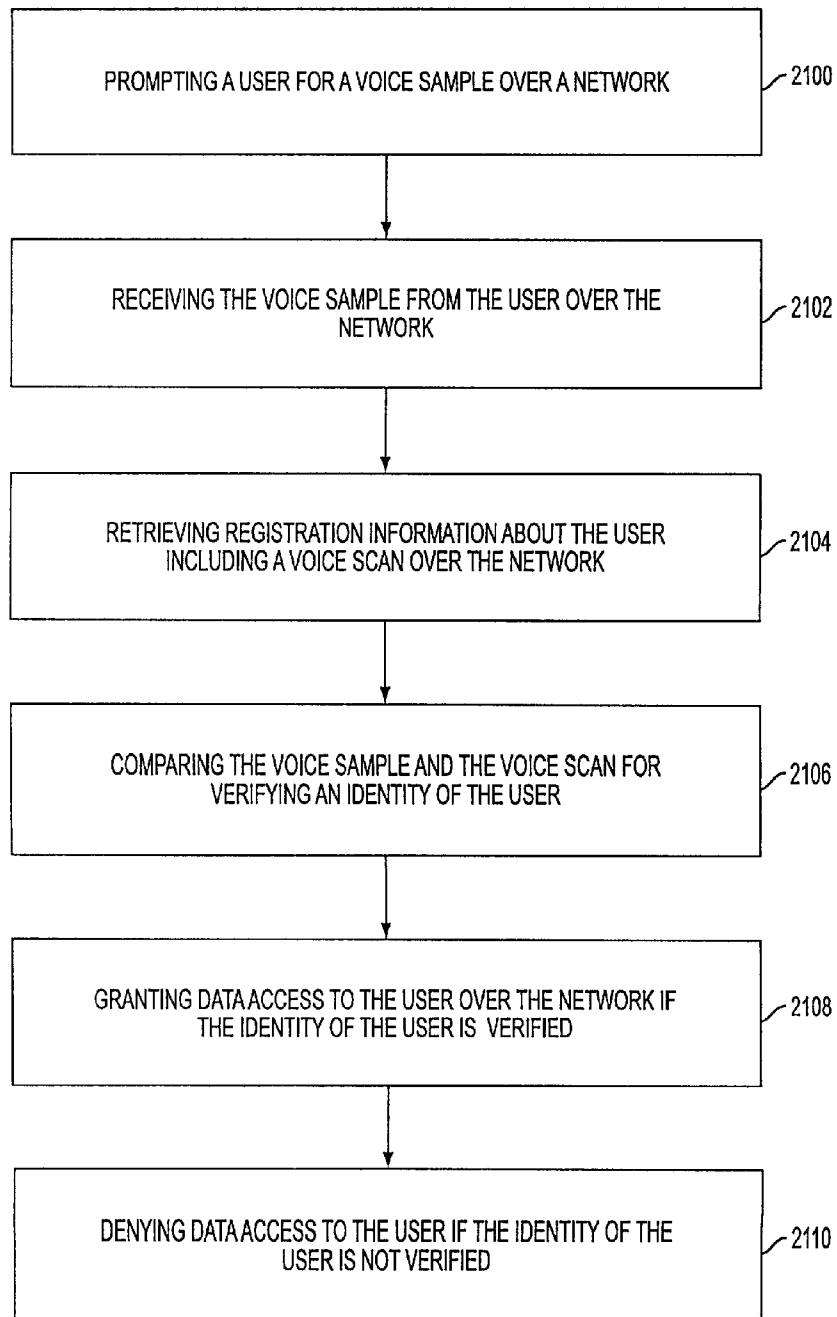 PROMPTING A USER FOR A VOICE SAMPLE OVER A NETWORK
2100
RECEIVING THE VOICE SAMPLE FROM THE USER OVER THE
NETWORK
2102
RETRIEVING REGISTRATION INFORMATION ABOUT THE USER
INCLUDING A VOICE SCAN OVER THE NETWORK
2104
COMPARING THE VOICE SAMPLE AND THE VOICE SCAN FOR
VERIFYING AN IDENTITY OF THE USER
2106
GRANTING DATA ACCESS TO THE USER OVER THE NETWORK IF
THE IDENTITY OF THE USER IS VERIFIED
2108
DENYING DATA ACCESS TO THE USER IF THE IDENTITY OF THE
USER IS NOT VERIFIED
2110